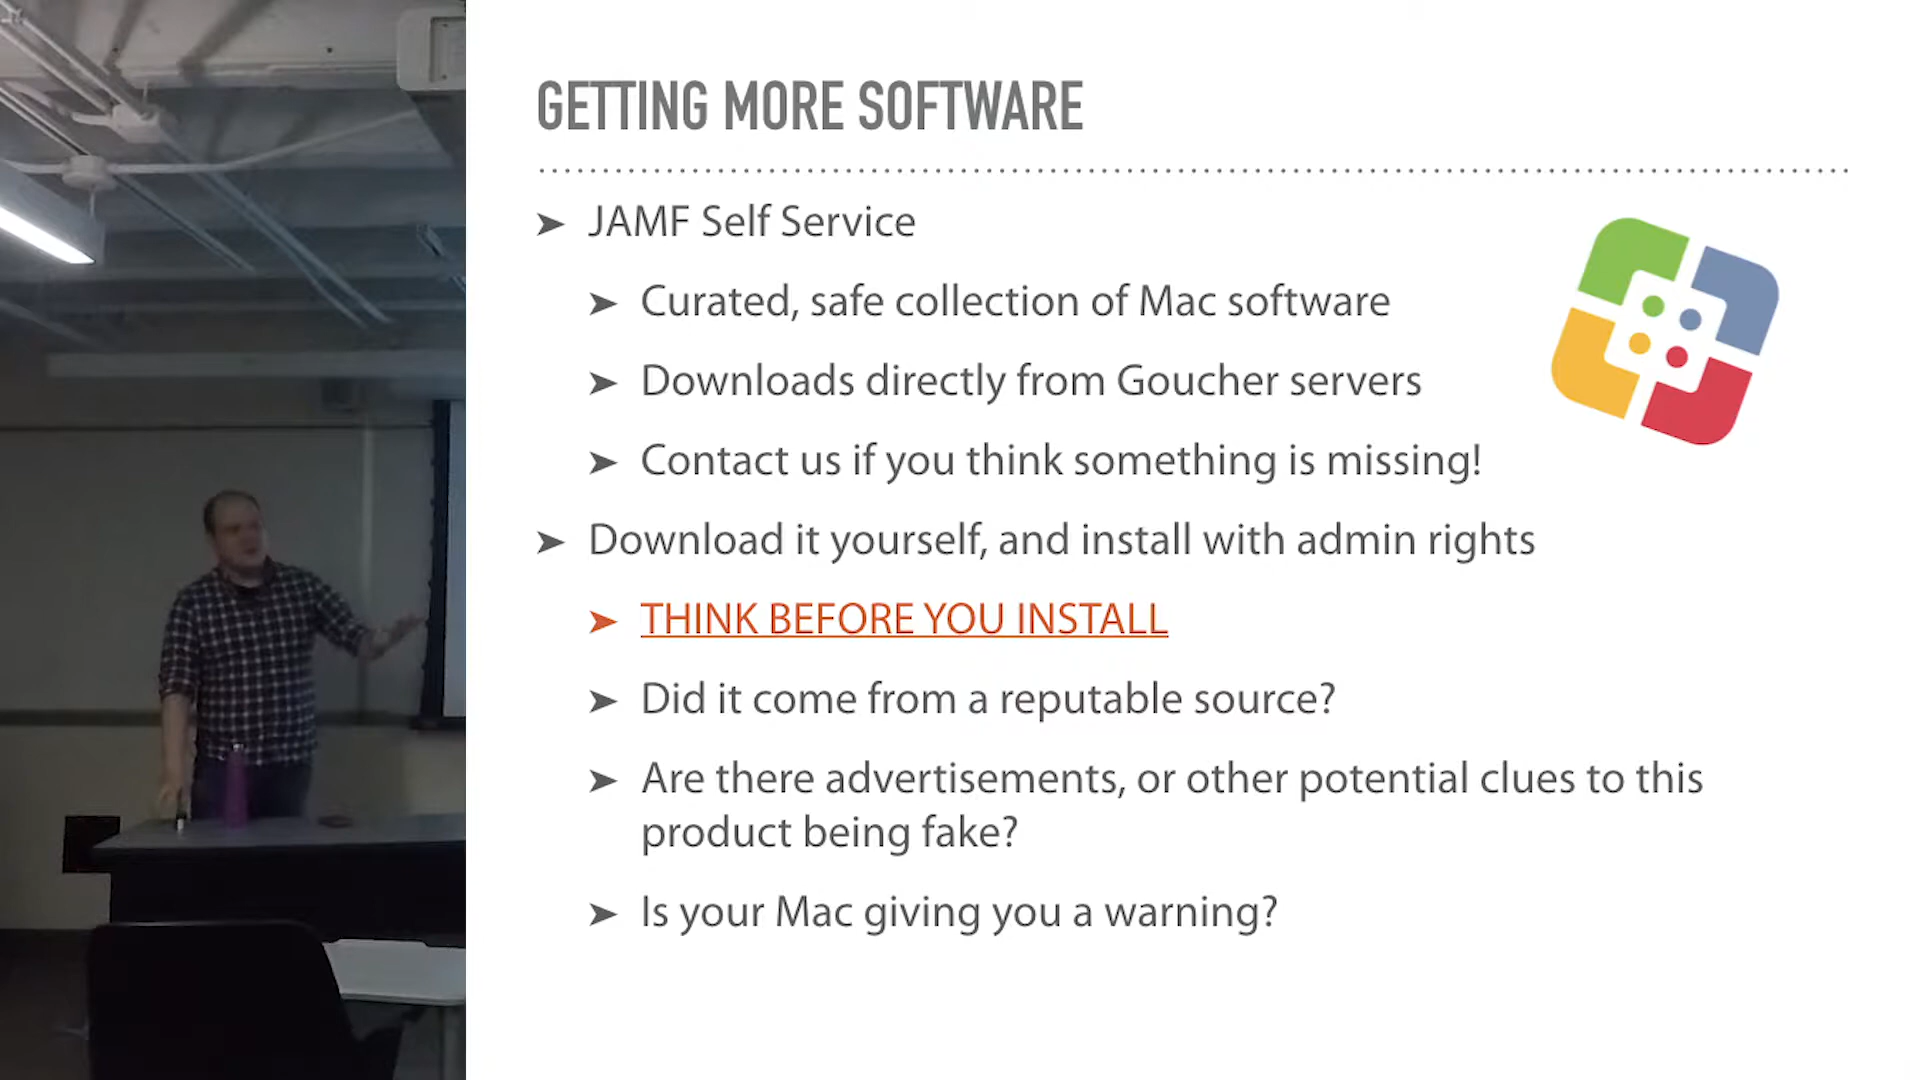 GETTING MORE SOFTWARE
➤ JAMF Self Service
➤ Curated, safe collection of Mac software
➤ Downloads directly from Goucher servers
➤ Contact us if you think something is missing!
➤ Download it yourself, and install with admin rights
➤ THINK BEFORE YOU INSTALL
➤ Did it come from a reputable source?
➤ Are there advertisements, or other potential clues to this
product being fake?
➤ Is your Mac giving you a warning?